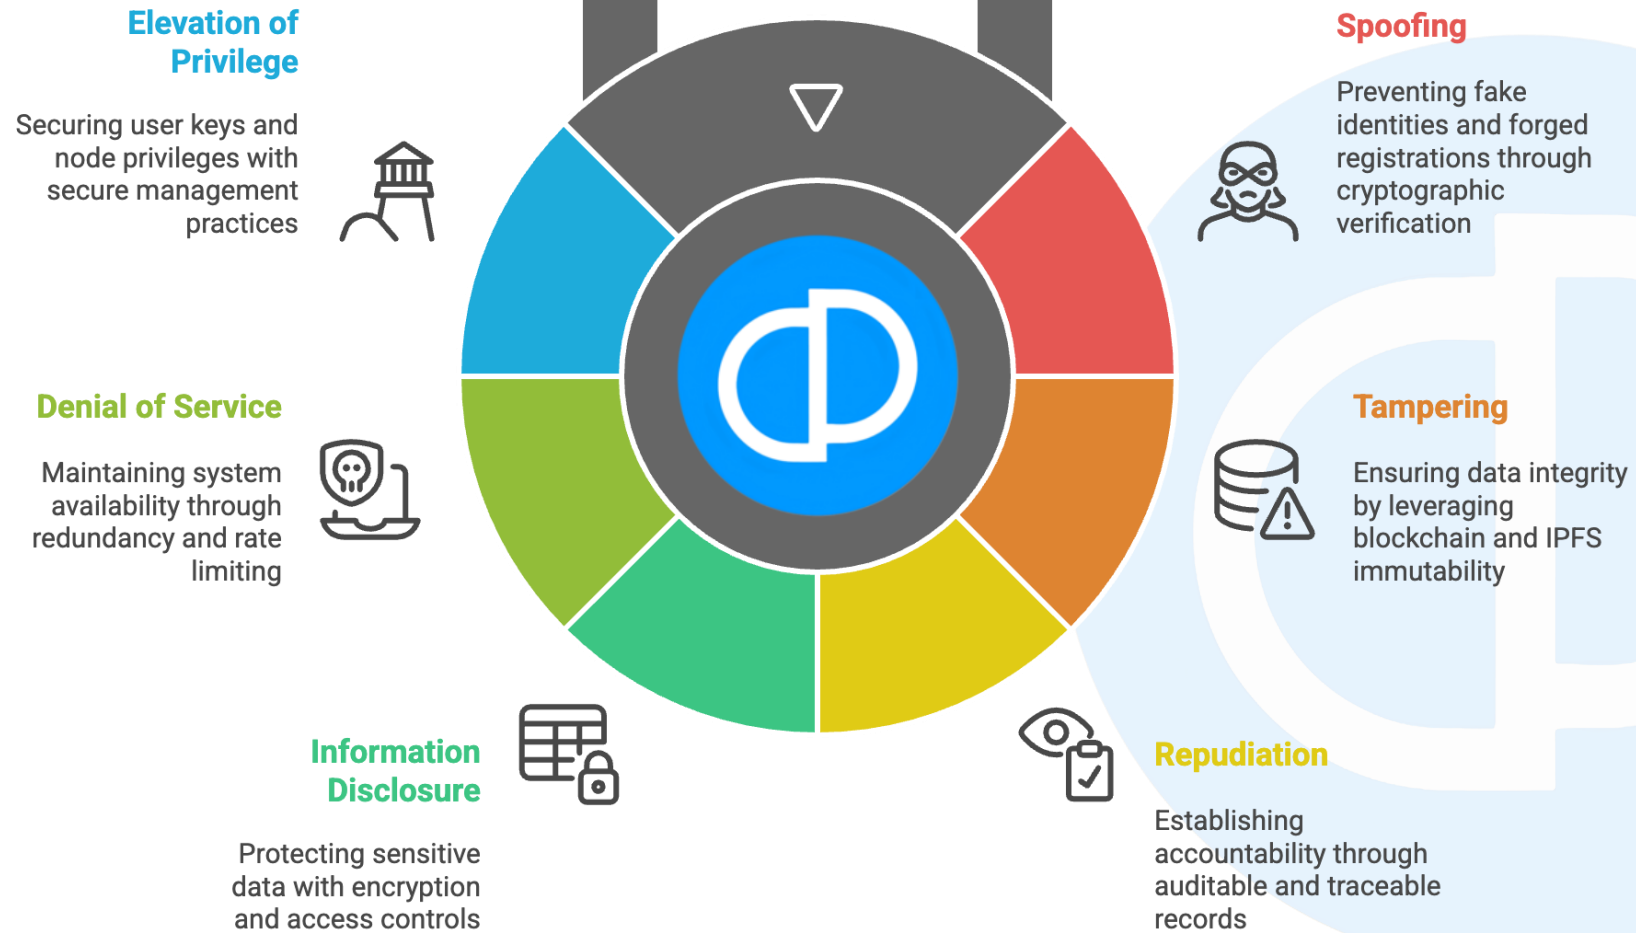 Elevation of
Privilege
Securing user keys and
node privileges with
secure management
practices
Spoofing
Preventing fake
identities and forged
registrations through
cryptographic
verification
Denial of Service
Maintaining system
availability through
redundancy and rate
limiting
Tampering
Ensuring data integrity
by leveraging
blockchain and IPFS
immutability
Information
Disclosure
Protecting sensitive
data with encryption
and access controls
Repudiation
Establishing
accountability through
auditable and traceable
records